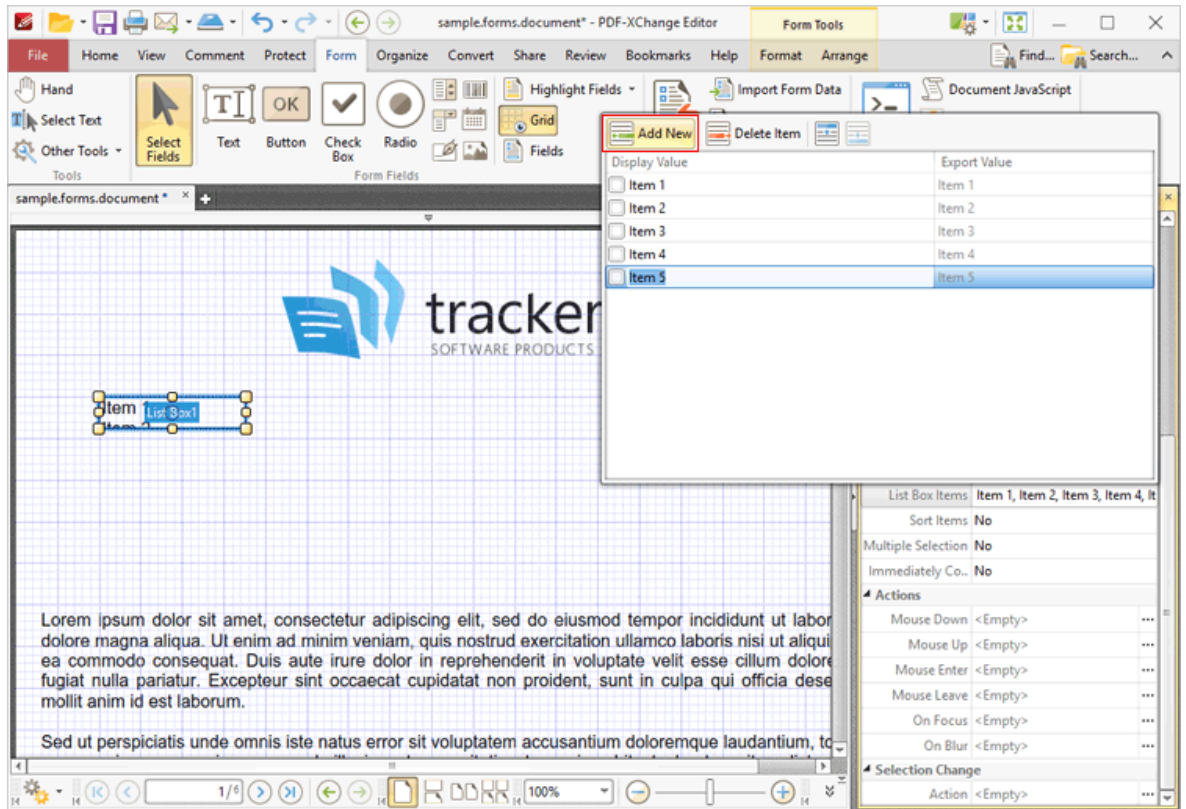 sample.forms.document* - PDF-XChange Editor
Form Tools
File Home View Comment Protect Form Organize Convert Share Review Bookmarks Help Format Arrange Find... Search...
Hand
Select Text
Other Tools
Tools
Select Fields
Text
OK
Button
Check Box
Radio
Form Fields
Highlight Fields
Grid
Fields
Import Form Data
Document JavaScript
Add New Delete Item
Display Value Export Value
Item 1 Item 1
Item 2 Item 2
Item 3 Item 3
Item 4 Item 4
Item 5 Item 5
sample.forms.document *
tracker
SOFTWARE PRODUCTS
Item
List Box1
List Box Items Item 1, Item 2, Item 3, Item 4, It
Sort Items No
Multiple Selection No
Immediately Co... No
Actions
Mouse Down <Empty> ...
Mouse Up <Empty> ...
Mouse Enter <Empty> ...
Mouse Leave <Empty> ...
On Focus <Empty> ...
On Blur <Empty> ...
Selection Change
Action <Empty> ...
Lorem ipsum dolor sit amet, consectetur adipiscing elit, sed do eiusmod tempor incididunt ut labor
dolore magna aliqua. Ut enim ad minim veniam, quis nostrud exercitation ullamco laboris nisi ut aliqui
ea commodo consequat. Duis aute irure dolor in reprehenderit in voluptate velit esse cillum dolore
fugiat nulla pariatur. Excepteur sint occaecat cupidatat non proident, sunt in culpa qui officia dese
mollit anim id est laborum.
Sed ut perspiciatis unde omnis iste natus error sit voluptatem accusantium doloremque laudantium, to
1/6
100%